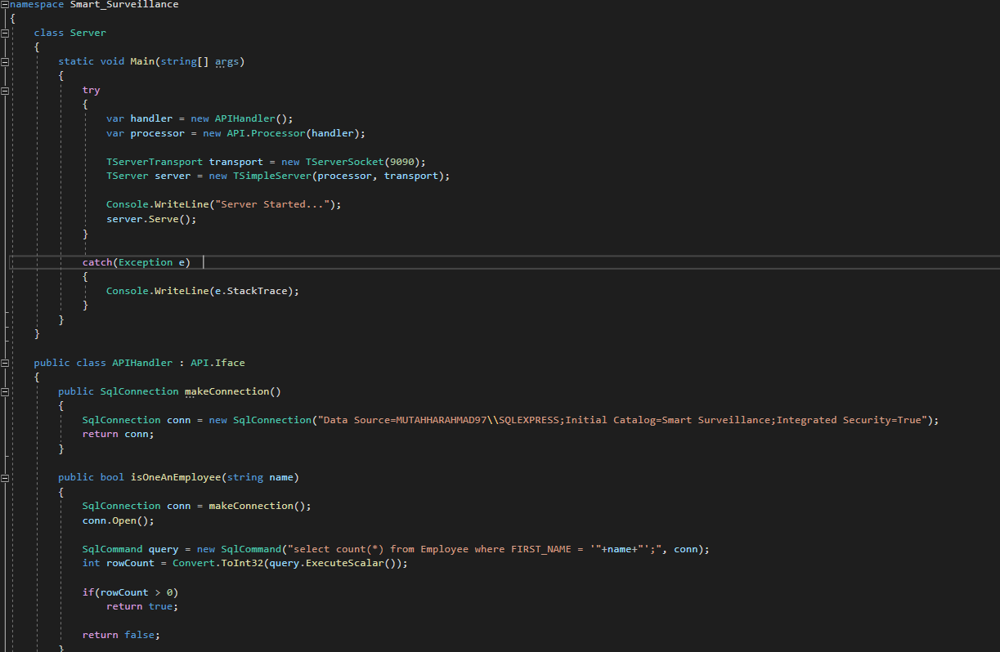 namespace Smart_Surveillance
{
    class Server
    {
        static void Main(string[] args)
        {
            try
            {
                var handler = new APIHandler();
                var processor = new API.Processor(handler);

                TServerTransport transport = new TServerSocket(9090);
                TServer server = new TSimpleServer(processor, transport);

                Console.WriteLine("Server Started...");
                server.Serve();
            }

            catch(Exception e)
            {
                Console.WriteLine(e.StackTrace);
            }
        }
    }

    public class APIHandler : API.Iface
    {
        public SqlConnection makeConnection()
        {
            SqlConnection conn = new SqlConnection("Data Source=MUTAHHARAHMAD97\\SQLEXPRESS;Initial Catalog=Smart Surveillance;Integrated Security=True");
            return conn;
        }

        public bool isOneAnEmployee(string name)
        {
            SqlConnection conn = makeConnection();
            conn.Open();

            SqlCommand query = new SqlCommand("select count(*) from Employee where FIRST_NAME = '"+name+"';", conn);
            int rowCount = Convert.ToInt32(query.ExecuteScalar());

            if(rowCount > 0)
                return true;

            return false;
        }